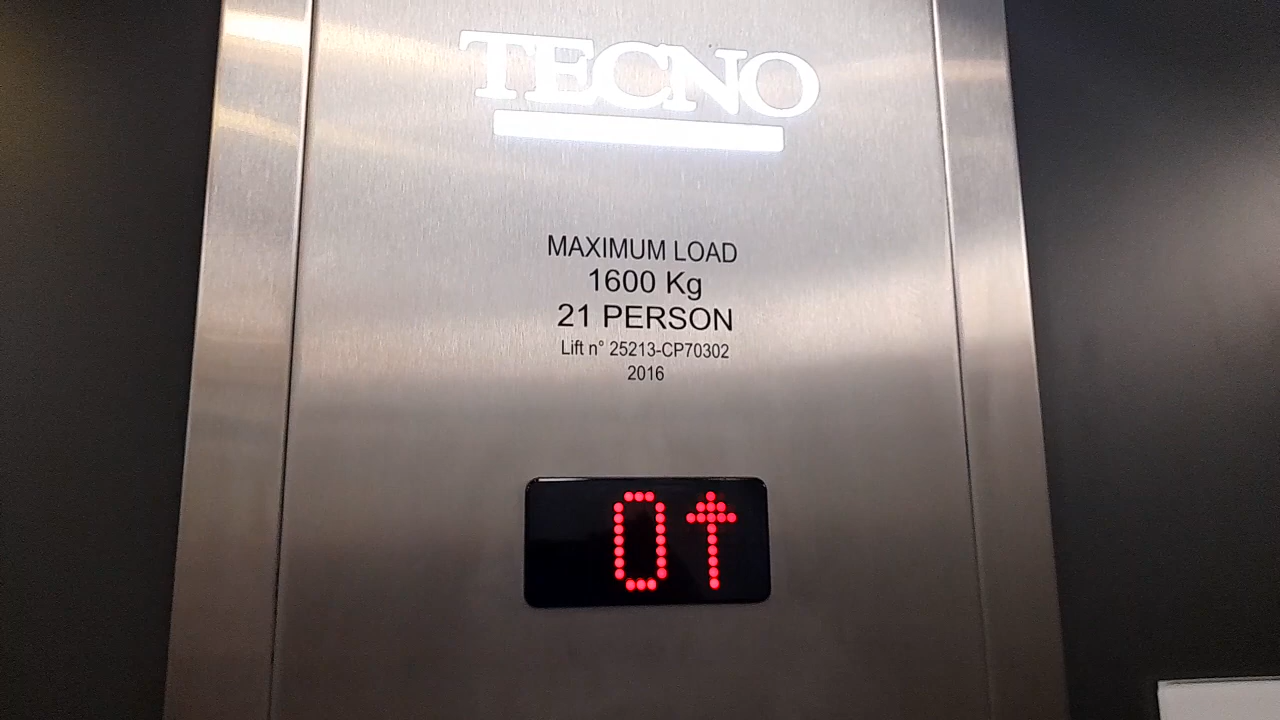 TECNO
MAXIMUM LOAD
1600 Kg
21 PERSON
Lift n° 25213-CP70302
2016
0↑